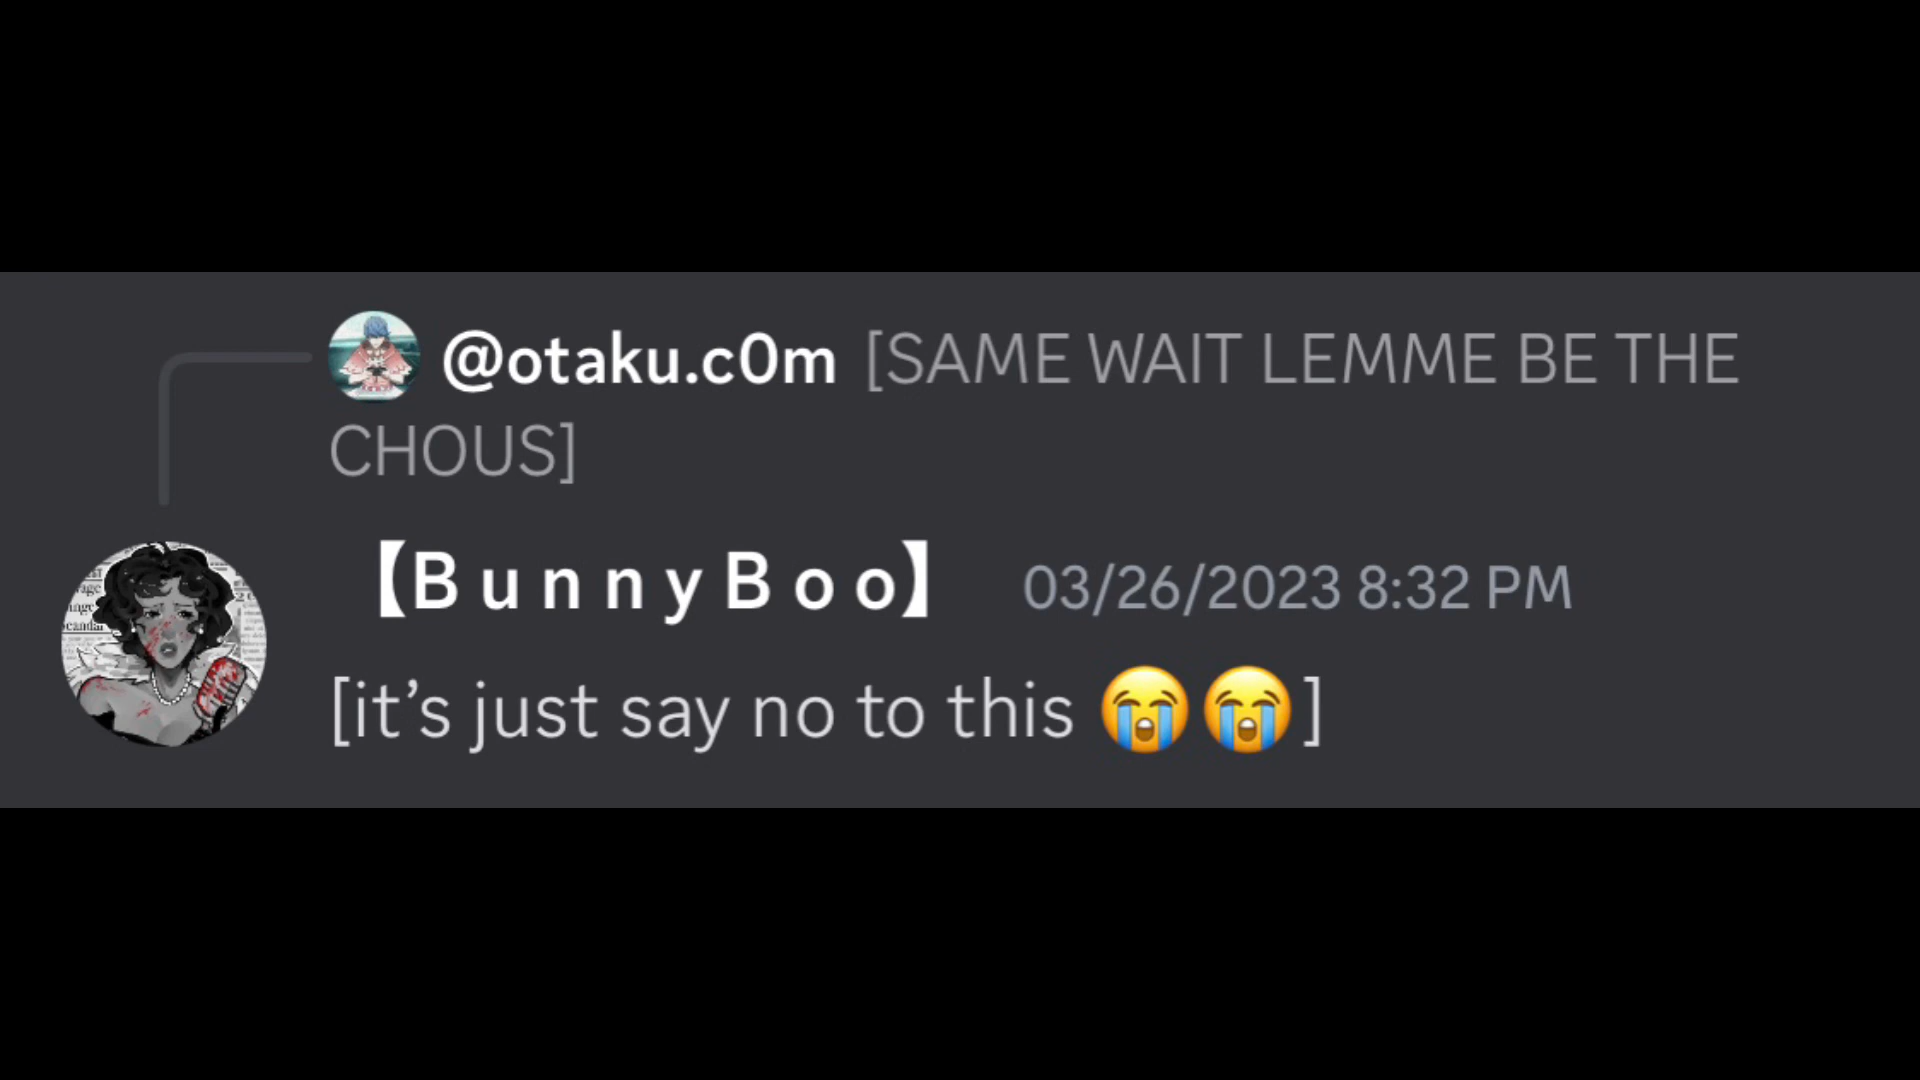 @otaku.c0m [SAME WAIT LEMME BE THE
CHOUS]
【B u n n y B o o】 03/26/2023 8:32 PM
[it’s just say no to this 😭😭]